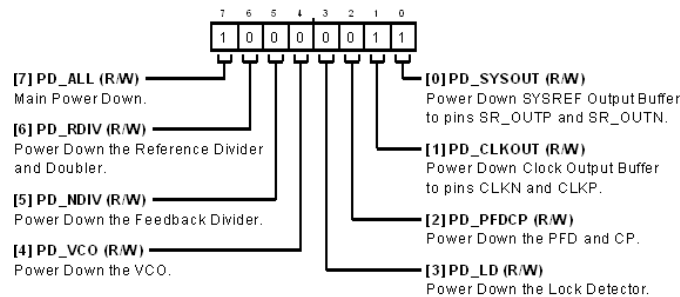 7 6 5 4 3 2 1 0
1 0 0 0 0 0 1 1
[7] PD_ALL (R/W)
Main Power Down.
[6] PD_RDIV (R/W)
Power Down the Reference Divider
and Doubler.
[5] PD_NDIV (R/W)
Power Down the Feedback Divider.
[4] PD_VCO (R/W)
Power Down the VCO.
[0] PD_SYSOUT (R/W)
Power Down SYSREF Output Buffer
to pins SR_OUTP and SR_OUTN.
[1] PD_CLKOUT (R/W)
Power Down Clock Output Buffer
to pins CLKN and CLKP.
[2] PD_PFDCP (R/W)
Power Down the PFD and CP.
[3] PD_LD (R/W)
Power Down the Lock Detector.